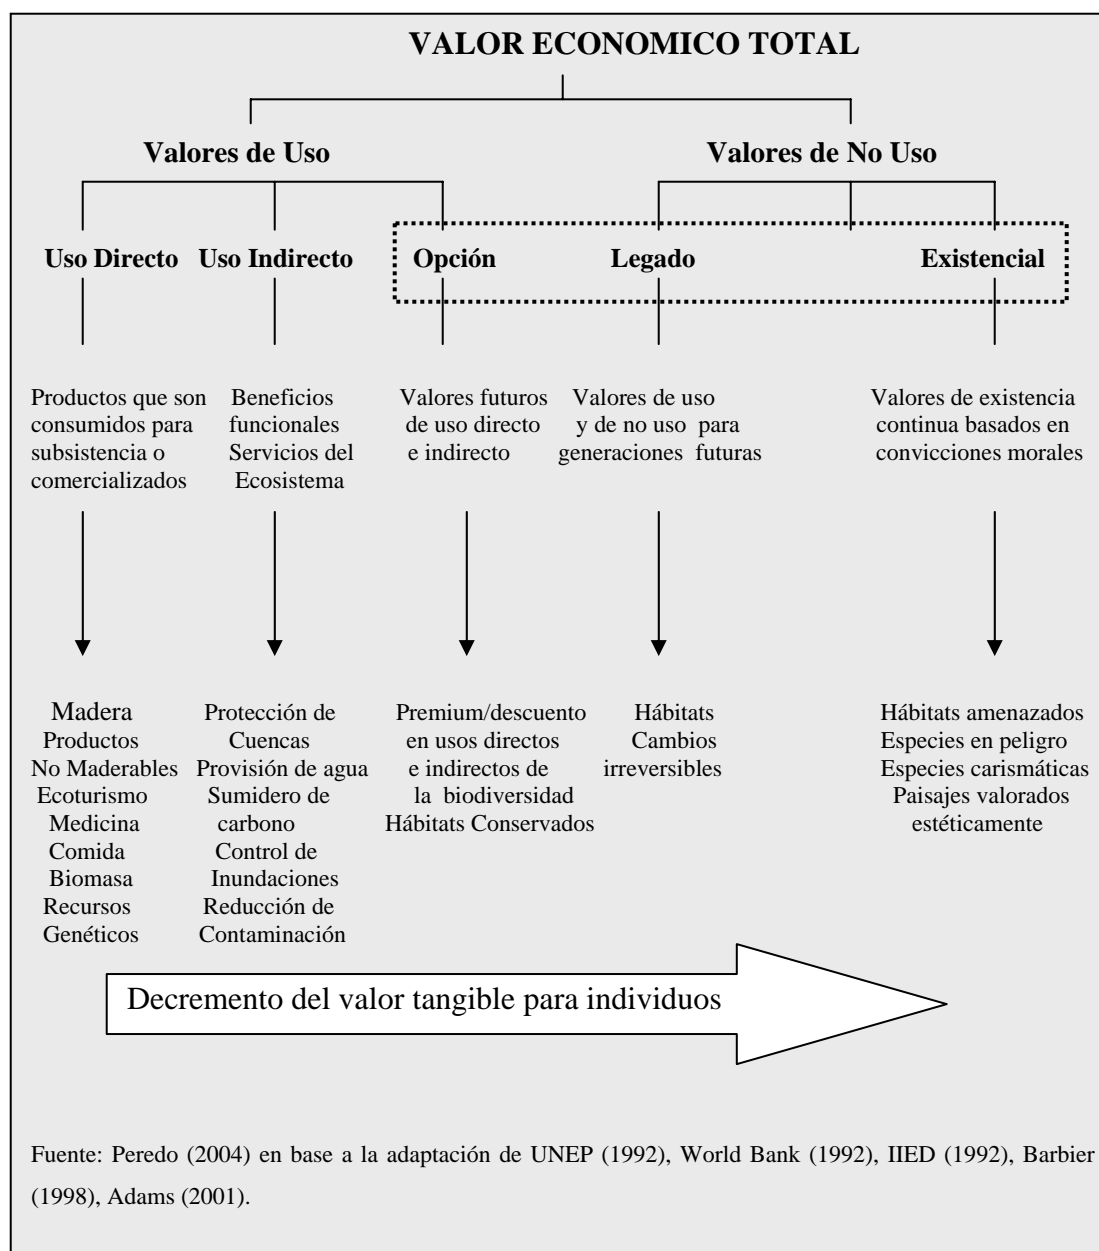 VALOR ECONOMICO TOTAL
Valores de Uso
Valores de No Uso
Uso Directo
Uso Indirecto
Opción
Legado
Existencial
Productos que son
consumidos para
subsistencia o
comercializados
Beneficios
funcionales
Servicios del
Ecosistema
Valores futuros
de uso directo
e indirecto
Valores de uso
y de no uso para
generaciones futuras
Valores de existencia
continua basados en
convicciones morales
Madera
Productos
No Maderables
Ecoturismo
Medicina
Comida
Biomasa
Recursos
Genéticos
Protección de
Cuencas
Provisión de agua
Sumidero de
carbono
Control de
Inundaciones
Reducción de
Contaminación
Premium/descuento
en usos directos
e indirectos de
la biodiversidad
Hábitats Conservados
Hábitats
Cambios
irreversibles
Hábitats amenazados
Especies en peligro
Especies carismáticas
Paisajes valorados
estéticamente
Decremento del valor tangible para individuos
Fuente: Peredo (2004) en base a la adaptación de UNEP (1992), World Bank (1992), IIED (1992), Barbier
(1998), Adams (2001).